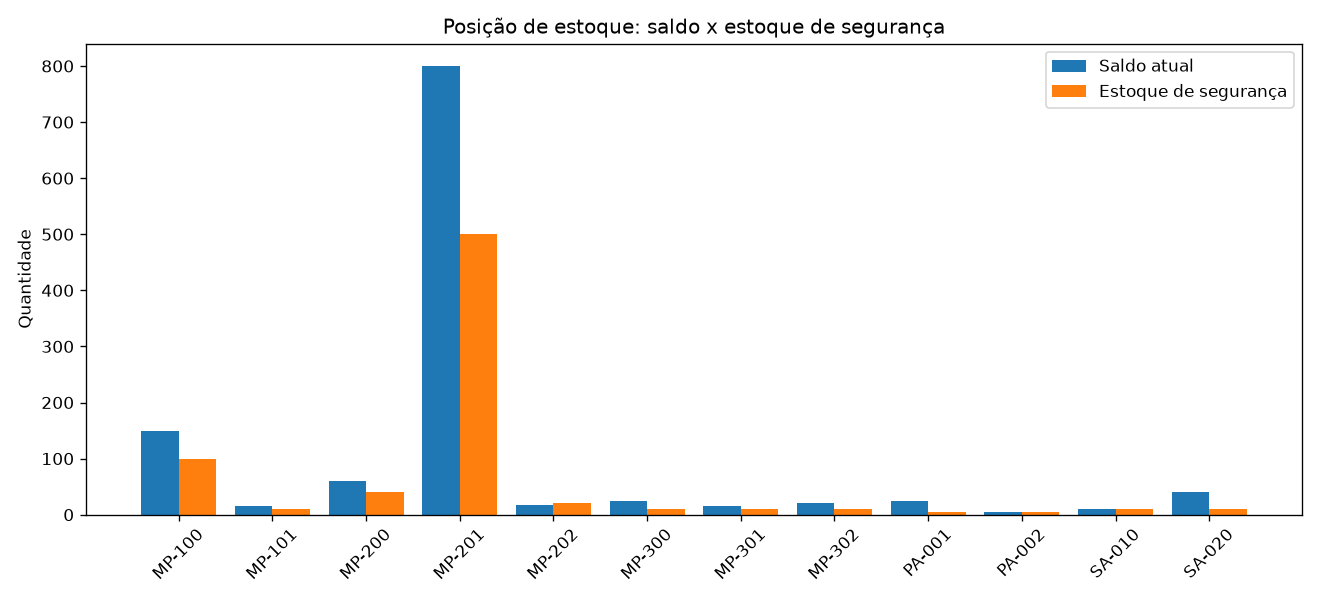 Posição de estoque: saldo x estoque de segurança
Saldo atual
Estoque de segurança
Quantidade
800
700
600
500
400
300
200
100
0
MP-100
MP-101
MP-200
MP-201
MP-202
MP-300
MP-301
MP-302
PA-001
PA-002
SA-010
SA-020